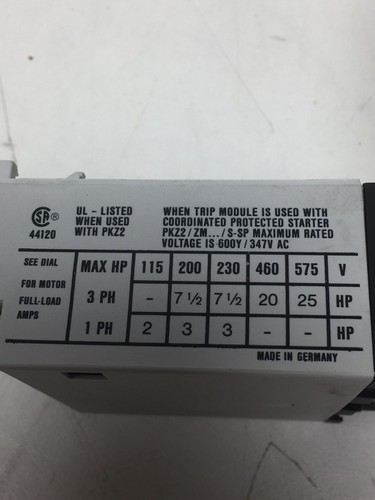 SA ®
44120
UL - LISTED
WHEN USED
WITH PKZ2
WHEN TRIP MODULE IS USED WITH
COORDINATED PROTECTED STARTER
PKZ2 / ZM... / S-SP MAXIMUM RATED
VOLTAGE IS 600Y / 347V AC
SEE DIAL
FOR MOTOR
FULL-LOAD
AMPS
MAX HP 115 200 230 460 575 V
3 PH - 7 1/2 7 1/2 20 25 HP
1 PH 2 3 3 - - HP
MADE IN GERMANY